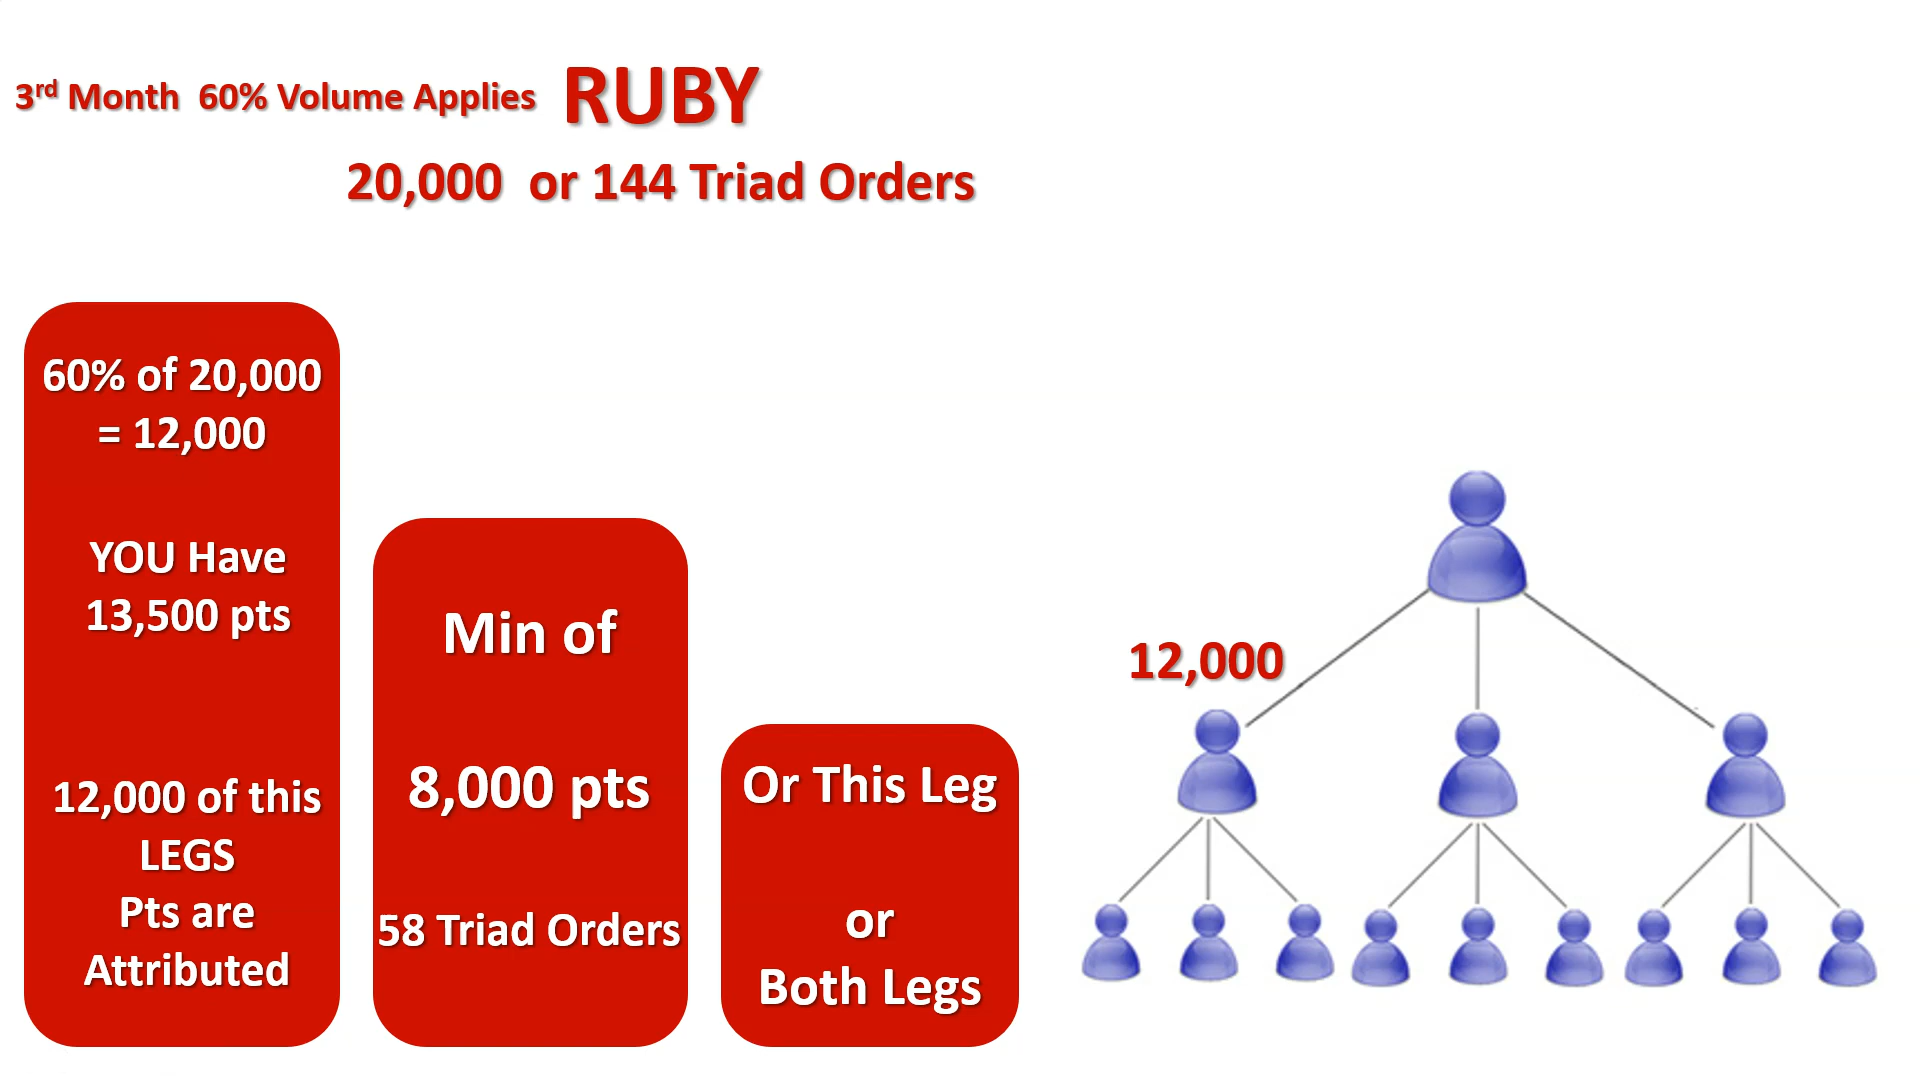 3rd Month 60% Volume Applies RUBY
20,000 or 144 Triad Orders
60% of 20,000
= 12,000
YOU Have
13,500 pts
12,000 of this
LEGS
Pts are
Attributed
Min of
8,000 pts
58 Triad Orders
Or This Leg
or
Both Legs
12,000